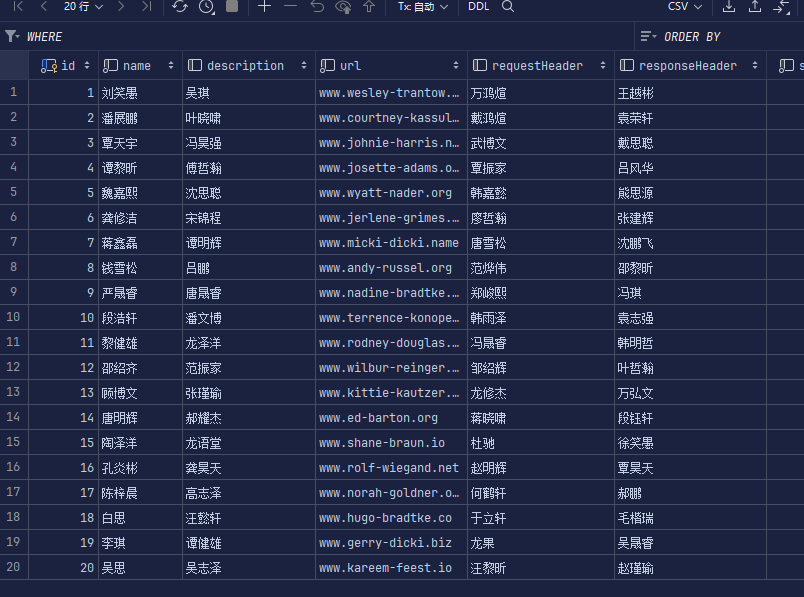 20 行 Tx: 自动 DDL CSV
WHERE ORDER BY
id name description url requestHeader responseHeader s
1 1 刘笑愚 吴琪 www.wesley-trantow.… 万鸿煊 王越彬
2 2 潘展鹏 叶晓啸 www.courtney-kassul… 戴鸿煊 袁荣轩
3 3 覃天宇 冯昊强 www.johnie-harris.n… 武博文 戴思聪
4 4 谭黎昕 傅哲瀚 www.josette-adams.o… 覃振家 吕风华
5 5 魏嘉熙 沈思聪 www.wyatt-nader.org 韩嘉懿 熊思源
6 6 龚修洁 宋锦程 www.jerlene-grimes.… 廖哲瀚 张建辉
7 7 蒋鑫磊 谭明辉 www.micki-dicki.name 唐雪松 沈鹏飞
8 8 钱雪松 吕鹏 www.andy-russel.org 范烨伟 邵黎昕
9 9 严晟睿 唐晟睿 www.nadine-bradtke.… 郑峻熙 冯琪
10 10 段浩轩 潘文博 www.terrence-konope… 韩雨泽 袁志强
11 11 黎健雄 龙泽洋 www.rodney-douglas.… 冯晟睿 韩明哲
12 12 邵绍齐 范振家 www.wilbur-reinger.… 邹绍辉 叶哲瀚
13 13 顾博文 张瑾瑜 www.kittie-kautzer.… 龙修杰 万弘文
14 14 唐明辉 郝耀杰 www.ed-barton.org 蒋晓啸 段钰轩
15 15 陶泽洋 龙语堂 www.shane-braun.io 杜驰 徐笑愚
16 16 孔炎彬 龚昊天 www.rolf-wiegand.net 赵明辉 覃昊天
17 17 陈梓晨 高志泽 www.norah-goldner.o… 何鹤轩 郝鹏
18 18 白思 汪懿轩 www.hugo-bradtke.co 于立轩 毛楷瑞
19 19 李琪 谭健雄 www.gerry-dicki.biz 龙果 吴晟睿
20 20 吴思 吴志泽 www.kareem-feest.io 汪黎昕 赵瑾瑜